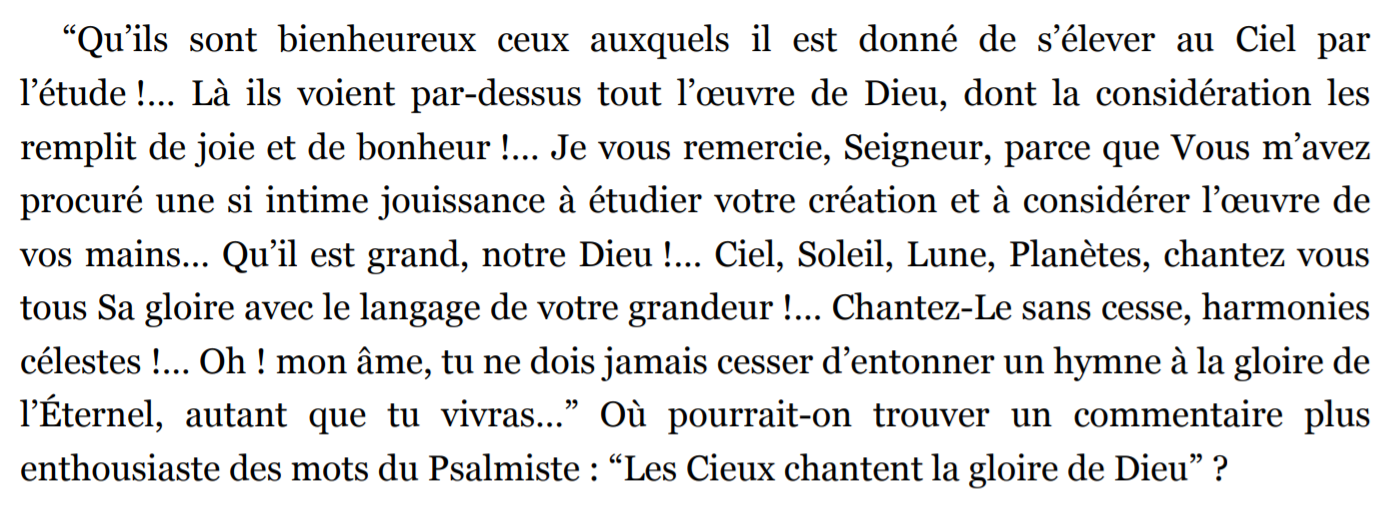 “Qu’ils sont bienheureux ceux auxquels il est donné de s’élever au Ciel par
l’étude !... Là ils voient par-dessus tout l’œuvre de Dieu, dont la considération les
remplit de joie et de bonheur !... Je vous remercie, Seigneur, parce que Vous m’avez
procuré une si intime jouissance à étudier votre création et à considérer l’œuvre de
vos mains... Qu’il est grand, notre Dieu !... Ciel, Soleil, Lune, Planètes, chantez vous
tous Sa gloire avec le langage de votre grandeur !... Chantez-Le sans cesse, harmonies
célestes !... Oh ! mon âme, tu ne dois jamais cesser d’entonner un hymne à la gloire de
l’Éternel, autant que tu vivras...” Où pourrait-on trouver un commentaire plus
enthousiaste des mots du Psalmiste : “Les Cieux chantent la gloire de Dieu” ?